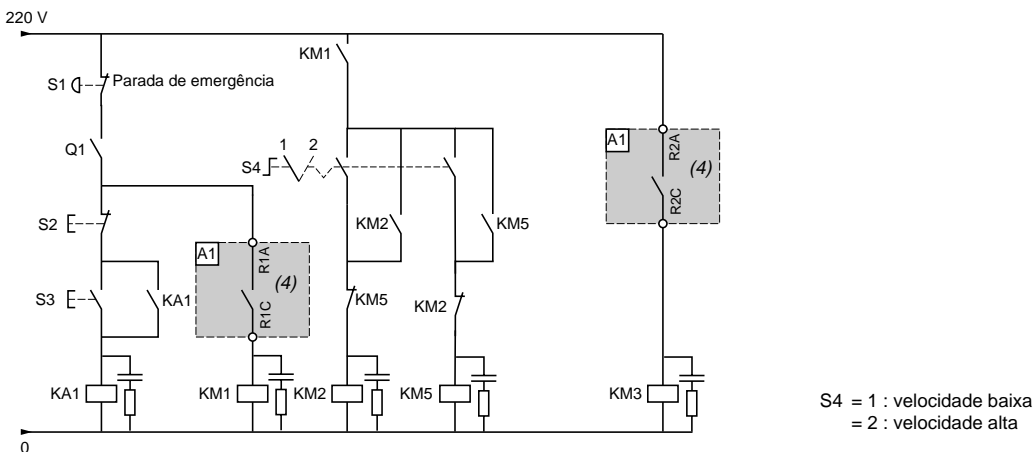 220 V
KM1
S1
Parada de emergência
Q1
1
2
S4
A1
R2A
(4)
R2C
S2
KM2
KM5
A1
R1A
(4)
R1C
S3
KA1
KM5
KM2
KA1
KM1
KM2
KM5
KM3
S4 = 1 : velocidade baixa
= 2 : velocidade alta
0